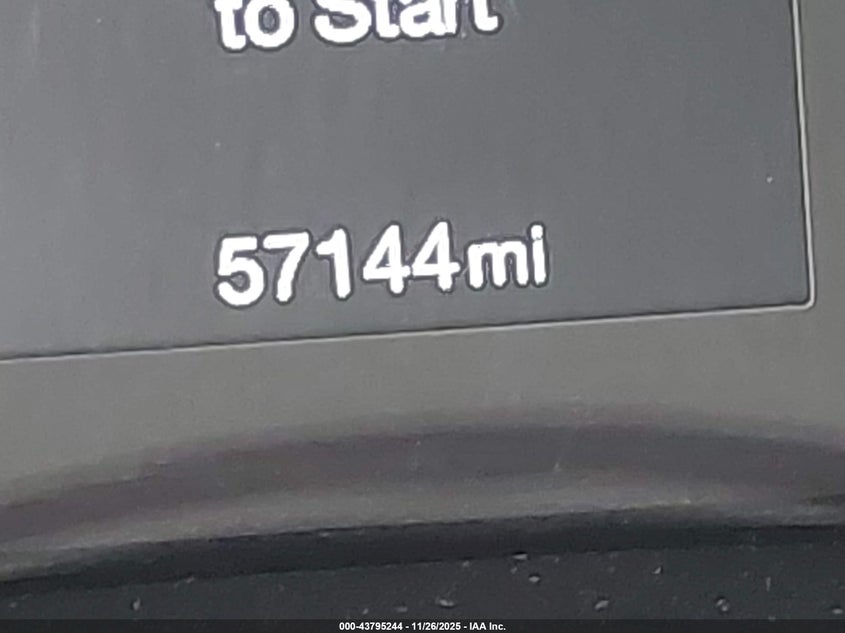 to Start
57144mi
000-43795244 - 11/26/2025 - IAA Inc.